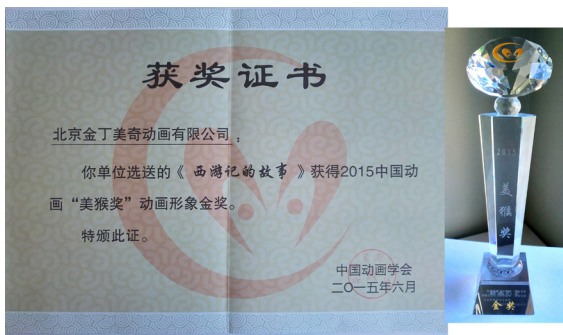 获奖证书
北京金丁美奇动画有限公司：
你单位选送的《 西游记的故事 》获得2015中国动
画“美猴奖”动画形象金奖。
特颁此证。
中国动画学会
二〇一五年六月
2015
美猴奖
金奖